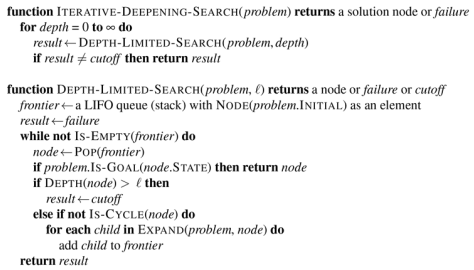 function ITERATIVE-DEEPENING-SEARCH(problem) returns a solution node or failure
for depth = 0 to ∞ do
result ← DEPTH-LIMITED-SEARCH(problem, depth)
if result ≠ cutoff then return result
function DEPTH-LIMITED-SEARCH(problem, ℓ) returns a node or failure or cutoff
frontier ← a LIFO queue (stack) with NODE(problem.INITIAL) as an element
result ← failure
while not IS-EMPTY(frontier) do
node ← POP(frontier)
if problem.IS-GOAL(node.STATE) then return node
if DEPTH(node) > ℓ then
result ← cutoff
else if not IS-CYCLE(node) do
for each child in EXPAND(problem, node) do
add child to frontier
return result